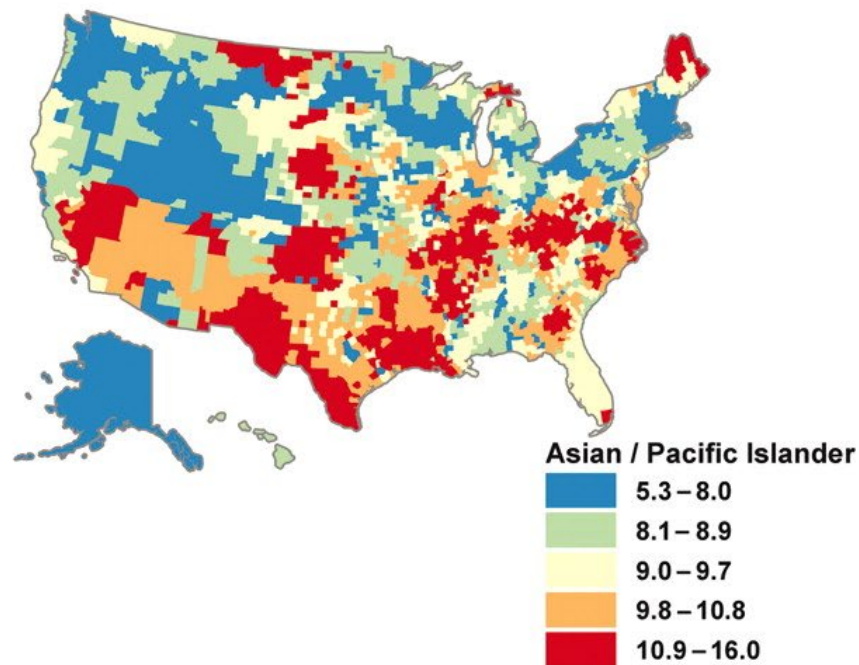 Asian / Pacific Islander
5.3 – 8.0
8.1 – 8.9
9.0 – 9.7
9.8 – 10.8
10.9 – 16.0